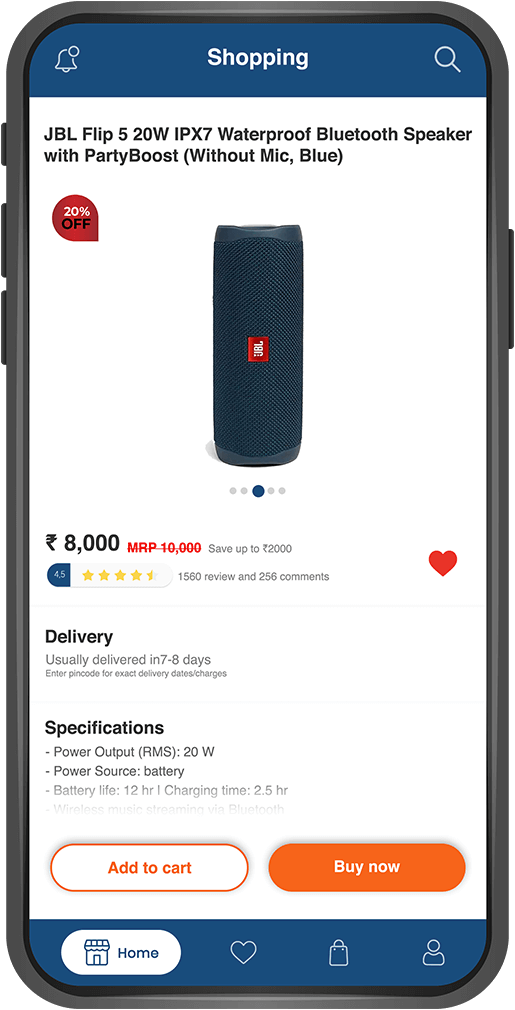 Shopping
JBL Flip 5 20W IPX7 Waterproof Bluetooth Speaker
with PartyBoost (Without Mic, Blue)
20%
OFF
JBL
₹ 8,000 MRP 10,000 Save up to ₹2000
4,5 1560 review and 256 comments
Delivery
Usually delivered in7-8 days
Enter pincode for exact delivery dates/charges
Specifications
- Power Output (RMS): 20 W
- Power Source: battery
- Battery life: 12 hr I Charging time: 2.5 hr
- Wireless music streaming via Bluetooth
Add to cart Buy now
Home